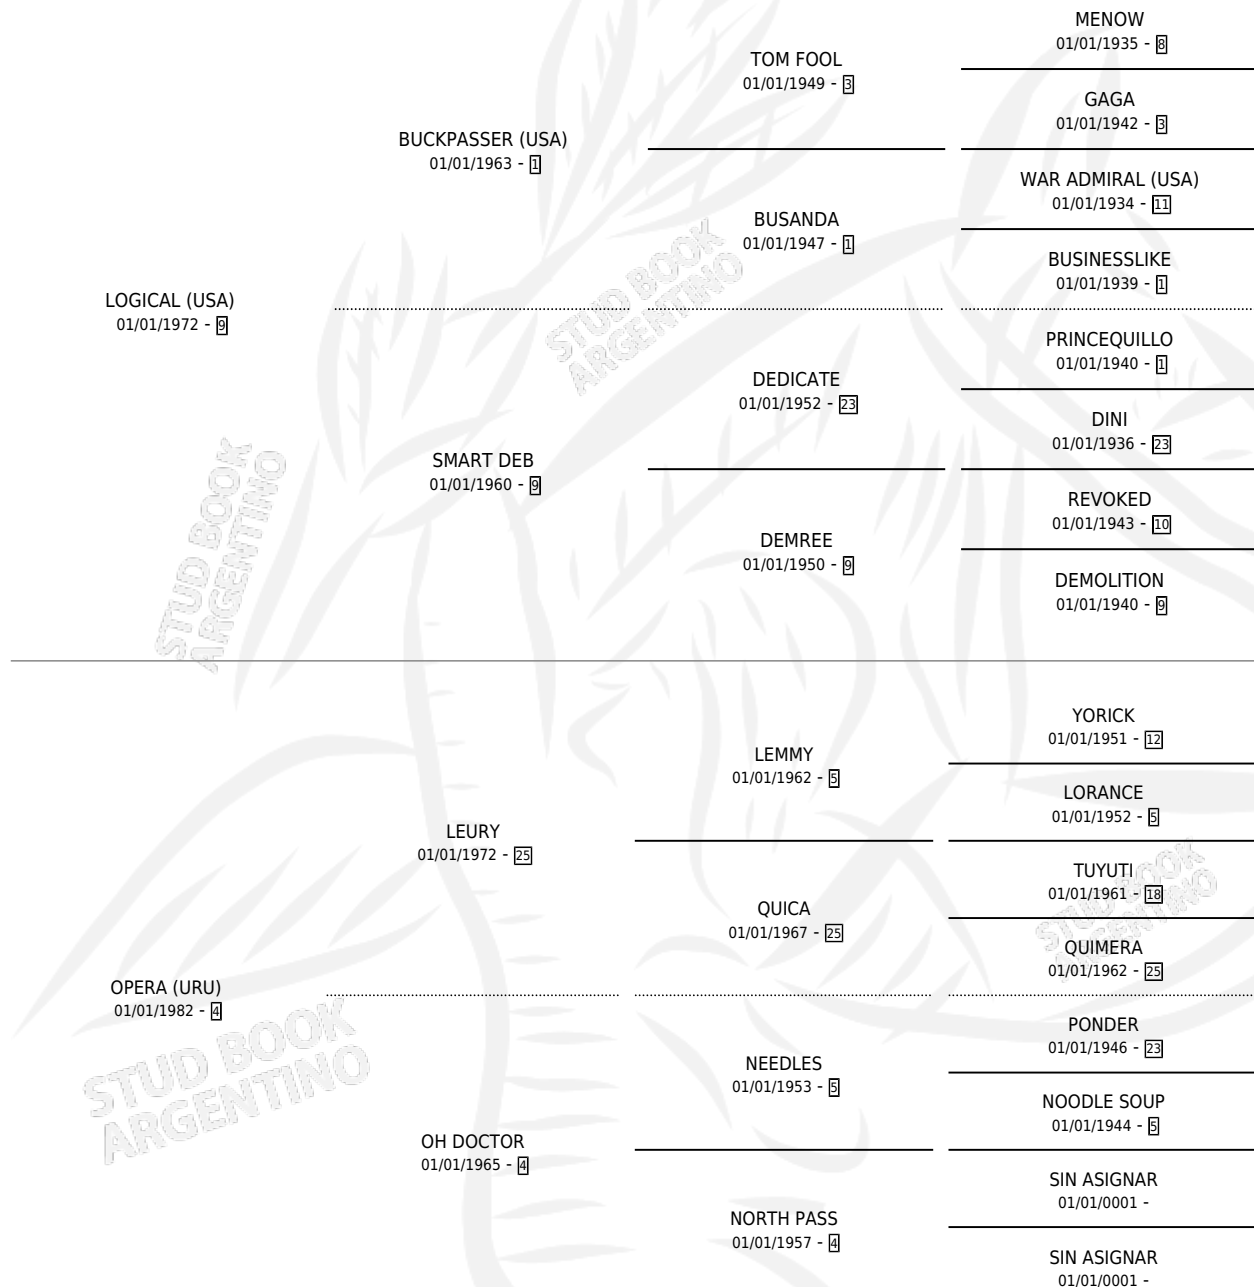 LOGICAL (USA)
01/01/1972 - 9
BUCKPASSER (USA)
01/01/1963 - 1
TOM FOOL
01/01/1949 - 3
MENOW
01/01/1935 - 8
GAGA
01/01/1942 - 3
BUSANDA
01/01/1947 - 1
WAR ADMIRAL (USA)
01/01/1934 - 11
BUSINESSLIKE
01/01/1939 - 1
SMART DEB
01/01/1960 - 9
DEDICATE
01/01/1952 - 23
PRINCEQUILLO
01/01/1940 - 1
DINI
01/01/1936 - 23
DEMREE
01/01/1950 - 9
REVOKED
01/01/1943 - 10
DEMOLITION
01/01/1940 - 9
OPERA (URU)
01/01/1982 - 4
LEURY
01/01/1972 - 25
LEMMY
01/01/1962 - 5
YORICK
01/01/1951 - 12
LORANCE
01/01/1952 - 5
QUICA
01/01/1967 - 25
TUYUTI
01/01/1961 - 18
QUIMERA
01/01/1962 - 25
OH DOCTOR
01/01/1965 - 4
NEEDLES
01/01/1953 - 5
PONDER
01/01/1946 - 23
NOODLE SOUP
01/01/1944 - 5
NORTH PASS
01/01/1957 - 4
SIN ASIGNAR
01/01/0001 -
SIN ASIGNAR
01/01/0001 -
STUD BOOK
ARGENTINO
STUD BOOK
ARGENTINO
STUD BOOK
ARGENTINO
STUD BOOK
ARGENTINO